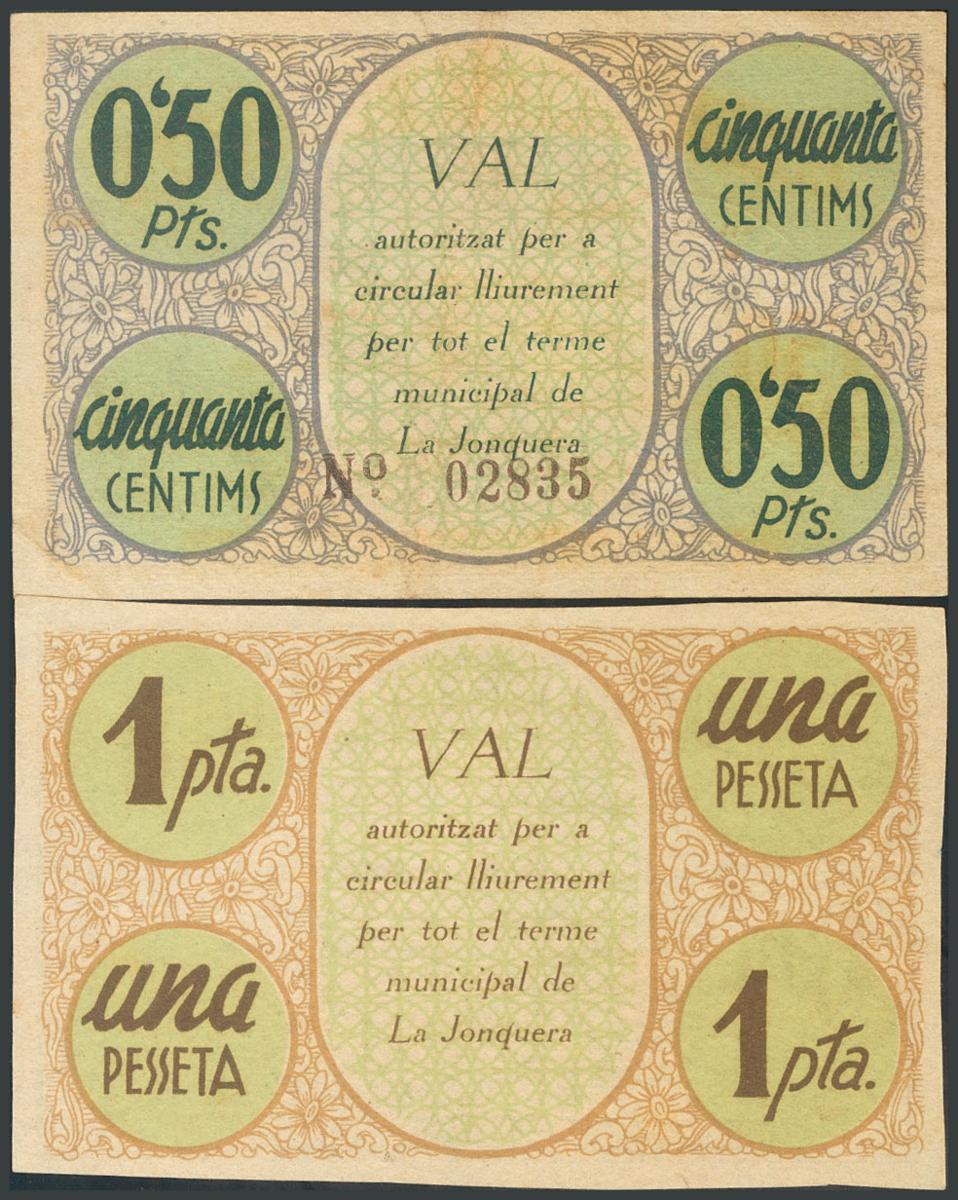 0'50
Pts.
cinquanta
CENTIMS
VAL
autoritzat per a
circular lliurement
per tot el terme
municipal de
La Jonquera
Nº 02835
cinquanta
CENTIMS
0'50
Pts.
1 pta.
una
PESSETA
VAL
autoritzat per a
circular lliurement
per tot el terme
municipal de
La Jonquera
una
PESSETA
1 pta.